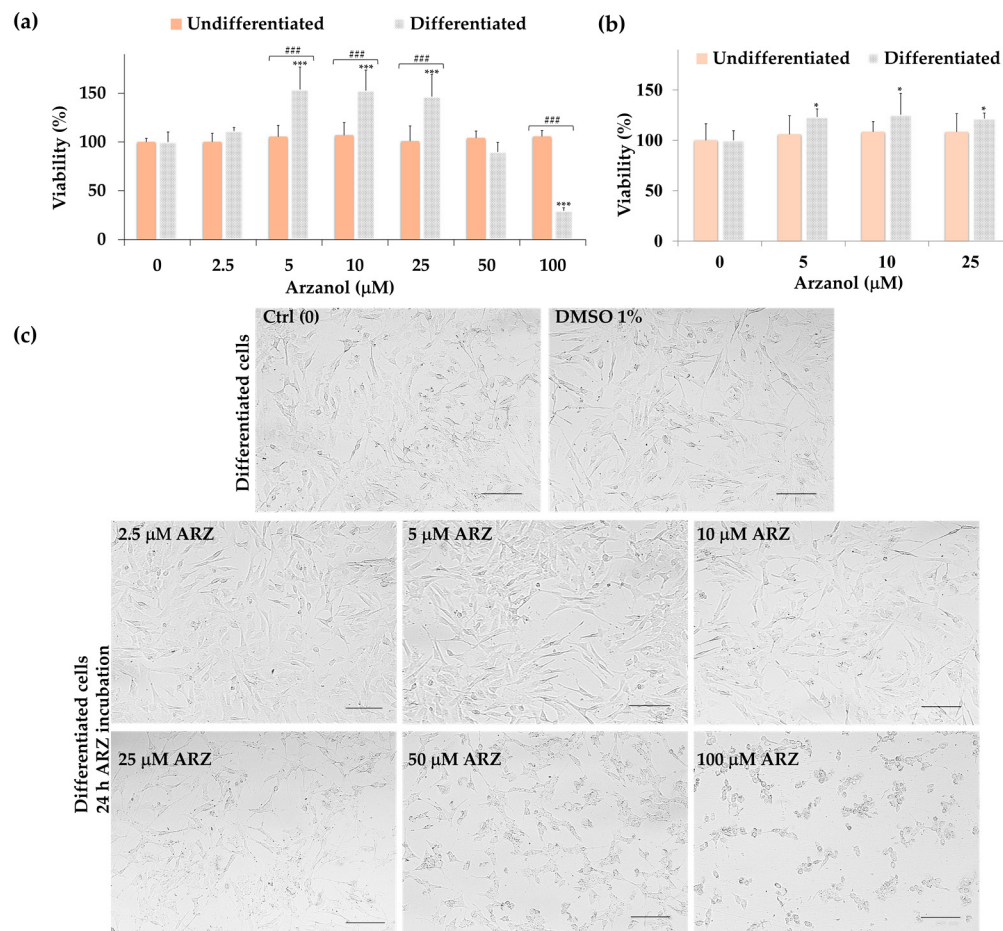 (a)
Undifferentiated
Differentiated
Viability (%)
150
100
50
0
###
***
###
***
###
***
###
***
0 2.5 5 10 25 50 100
Arzanol (μM)
(b)
Undifferentiated
Differentiated
Viability (%)
150
100
50
0
*
*
*
0 5 10 25
Arzanol (μM)
(c)
Differentiated cells
Ctrl (0)
DMSO 1%
Differentiated cells
24 h ARZ incubation
2.5 μM ARZ
5 μM ARZ
10 μM ARZ
25 μM ARZ
50 μM ARZ
100 μM ARZ